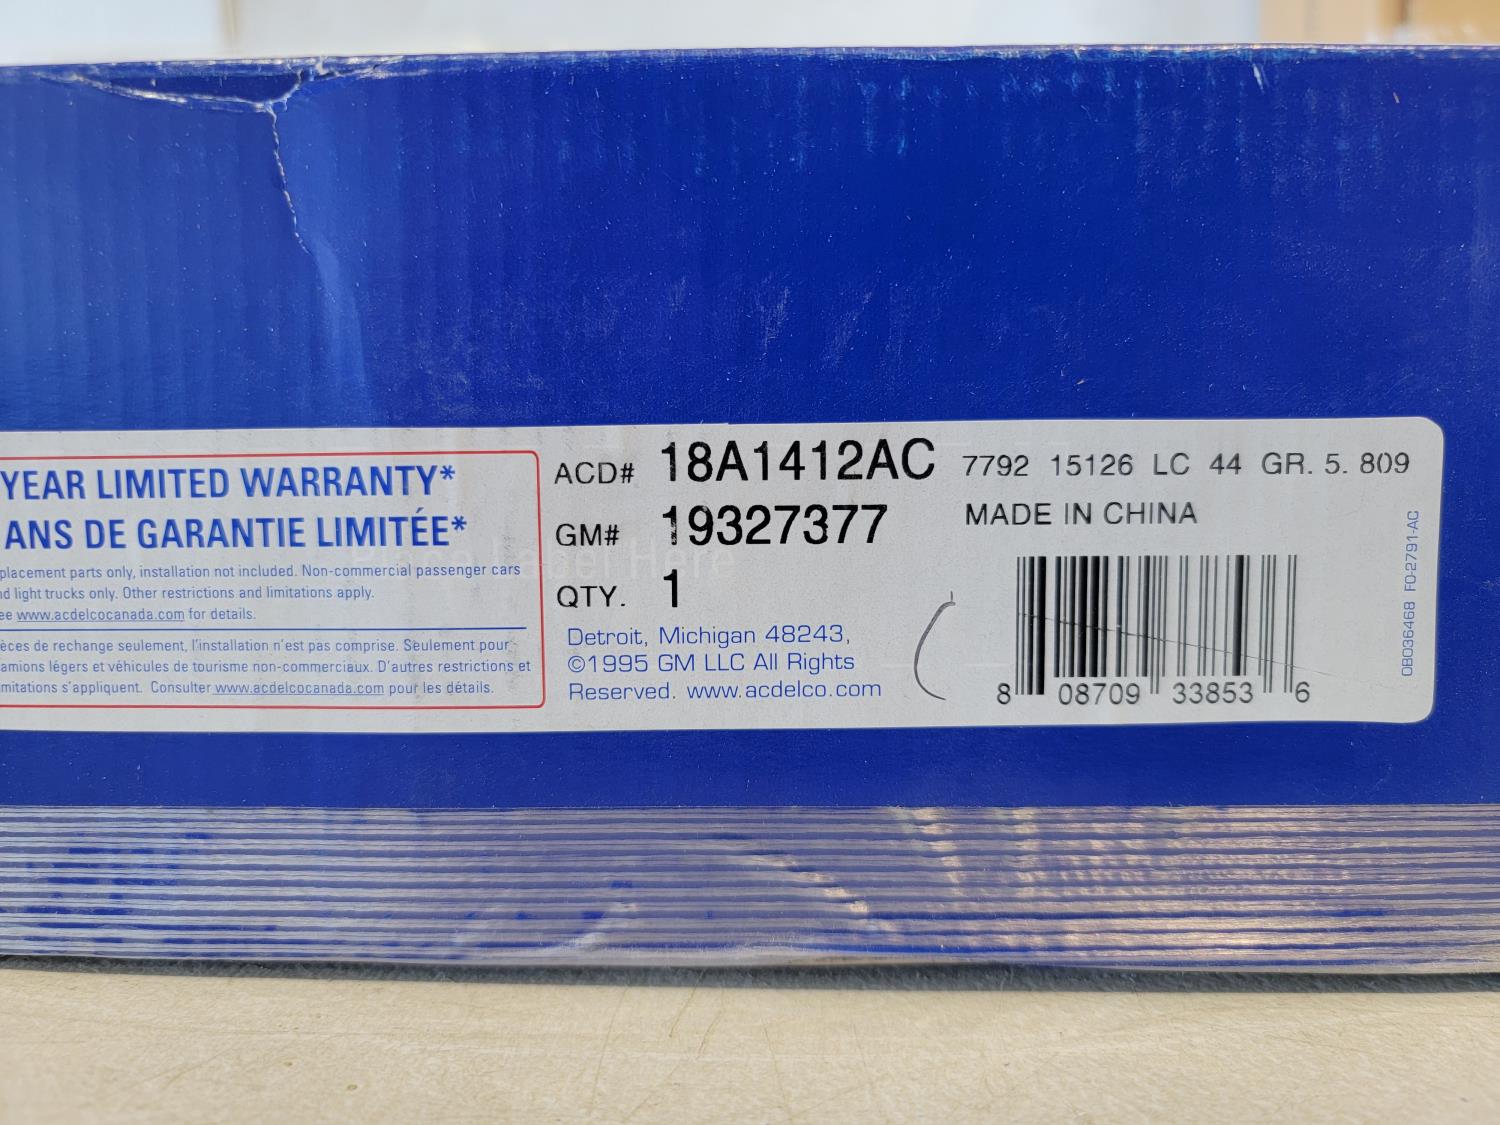 YEAR LIMITED WARRANTY*
ANS DE GARANTIE LIMITÉE*
placement parts only, installation not included. Non-commercial passenger cars
d light trucks only. Other restrictions and limitations apply.
ee www.acdelcocanada.com for details.
èces de rechange seulement, l'installation n'est pas comprise. Seulement pour
amions légers et véhicules de tourisme non-commerciaux. D'autres restrictions et
mitations s'appliquent. Consulter www.acdelcocanada.com pour les détails.
ACD# 18A1412AC
GM# 19327377
Place Label Here
QTY. 1
Detroit, Michigan 48243,
©1995 GM LLC All Rights
Reserved. www.acdelco.com
7792 15126 LC 44 GR. 5. 809
MADE IN CHINA
8 08709 33853 6
OB036468 F0-2791-AC